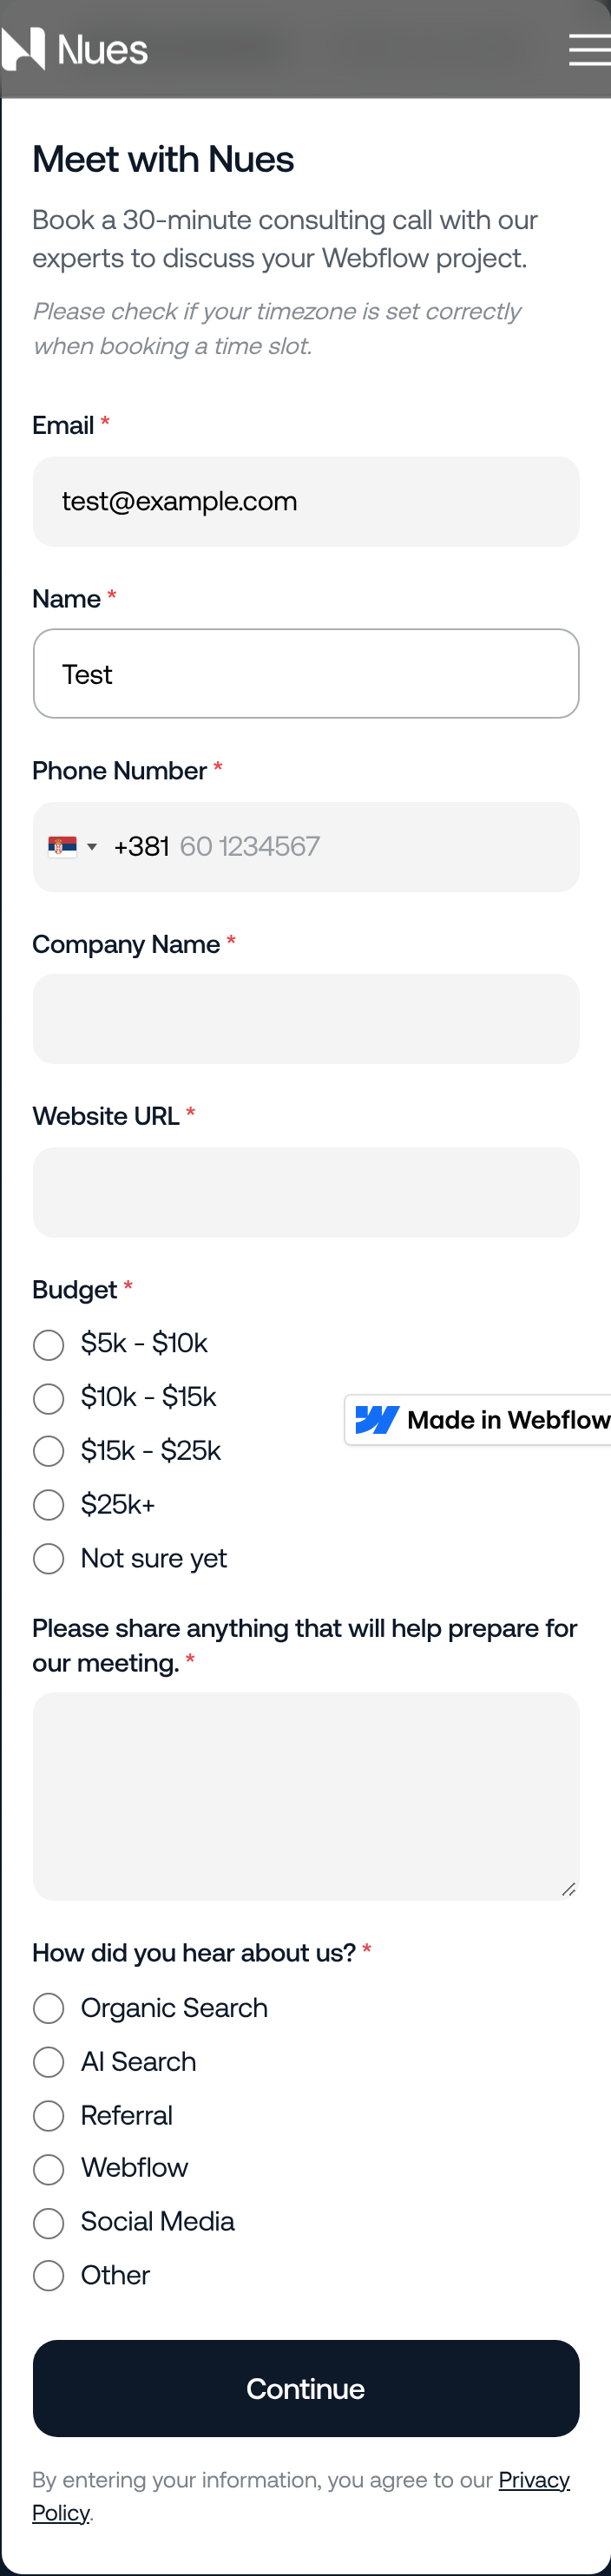 Nues
Meet with Nues
Book a 30-minute consulting call with our
experts to discuss your Webflow project.
Please check if your timezone is set correctly
when booking a time slot.
Email *
test@example.com
Name *
Test
Phone Number *
+381 60 1234567
Company Name *
Website URL *
Budget *
$5k - $10k
$10k - $15k
Made in Webflow
$15k - $25k
$25k+
Not sure yet
Please share anything that will help prepare for
our meeting. *
How did you hear about us? *
Organic Search
AI Search
Referral
Webflow
Social Media
Other
Continue
By entering your information, you agree to our Privacy
Policy.